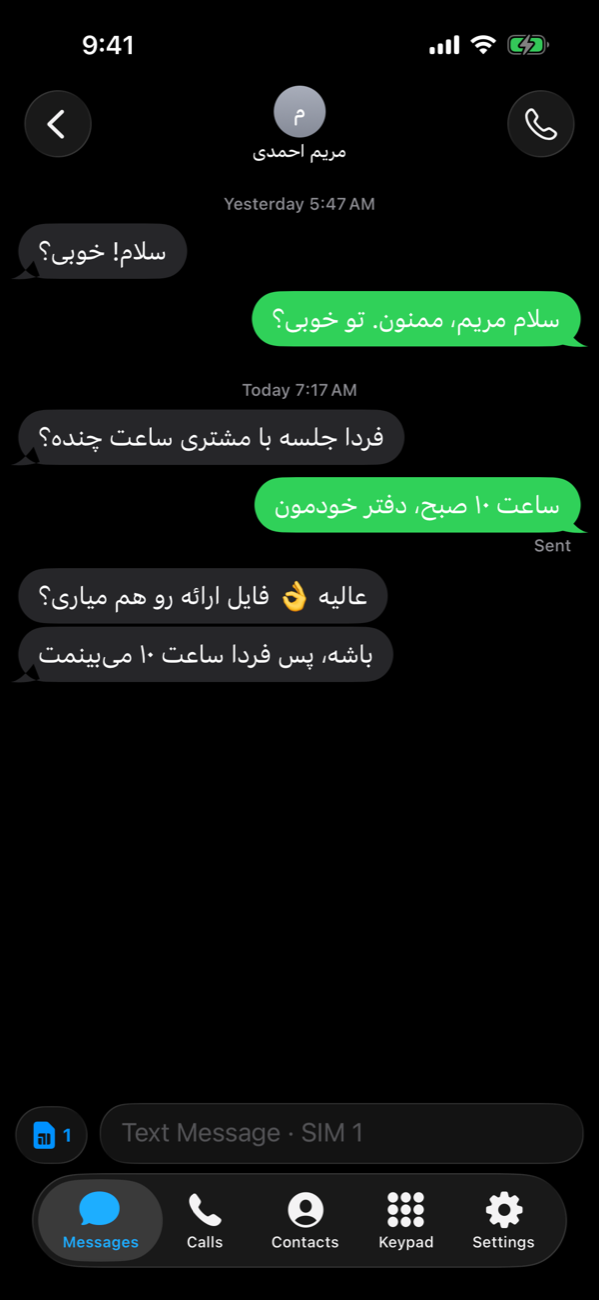 9:41
م
مریم احمدی
Yesterday 5:47 AM
سلام! خوبی؟
سلام مریم، ممنون. تو خوبی؟
Today 7:17 AM
فردا جلسه با مشتری ساعت چنده؟
ساعت ۱۰ صبح، دفتر خودمون
Sent
عالیه 👌 فایل ارائه رو هم میاری؟
باشه، پس فردا ساعت ۱۰ می‌بینمت
1
Text Message · SIM 1
Messages
Calls
Contacts
Keypad
Settings